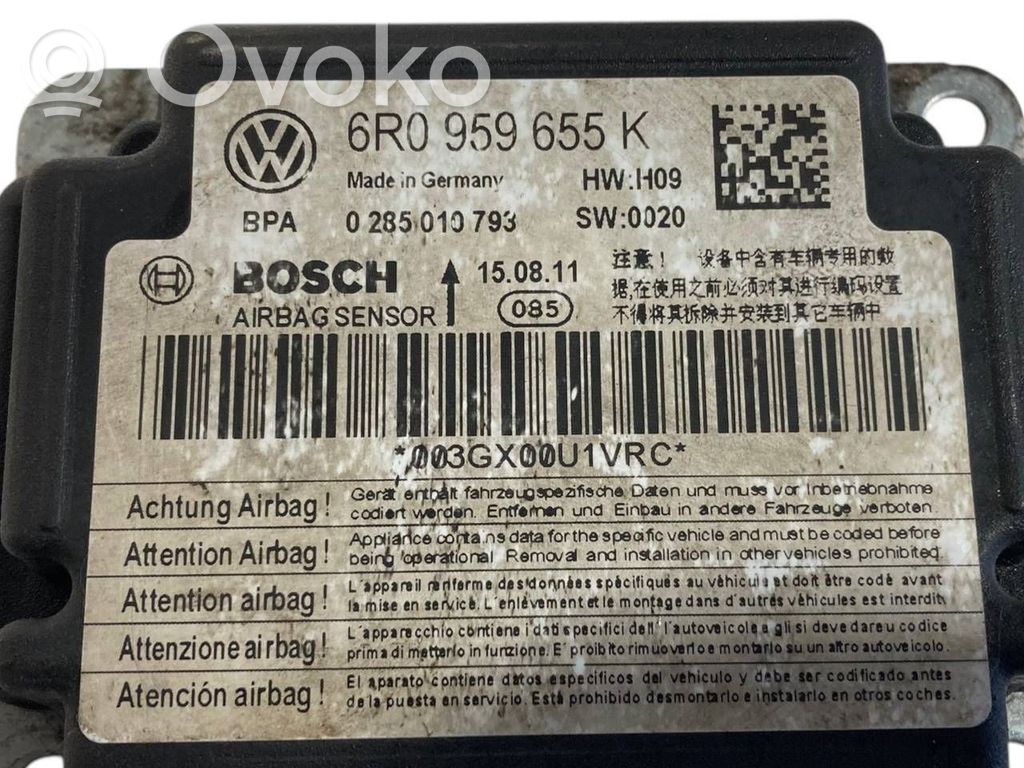 Ovoko
6R0 959 655 K
Made in Germany HW:H09
BPA 0 285 010 793 SW:0020
BOSCH 15.08.11
AIRBAG SENSOR 085
注意！ 设备中含有车辆专用的数
据,在使用之前必须对其进行编码设置
不得将其拆除并安装到其它车辆中
*003GX00U1VRC*
Achtung Airbag! Gerät enthält fahrzeugspezifische Daten und muss vor Inbetriebnahme
codiert werden. Entfernen und Einbau in andere Fahrzeuge verboten.
Attention Airbag! Appliance contains data for the specific vehicle and must be coded before
being operational. Removal and installation in other vehicles prohibited.
Attention airbag! L'appareil renferme des données spécifiques au véhicule et doit être codé avant
la mise en service. L'enlèvement et le montage dans d'autres véhicules est interdit.
Attenzione airbag! L'apparecchio contiene i dati specifici dell' l'autoveicolo e gli si deve dare u codice
prima di metterlo in funzione. E' proibito rimuoverlo e montarlo su un altro autoveicolo.
Atención airbag! El aparato contiene datos específicos del vehículo y debe ser codificado antes
de la puesta en servicio. Está prohibido desmontarlo e instalarlo en otros coches.